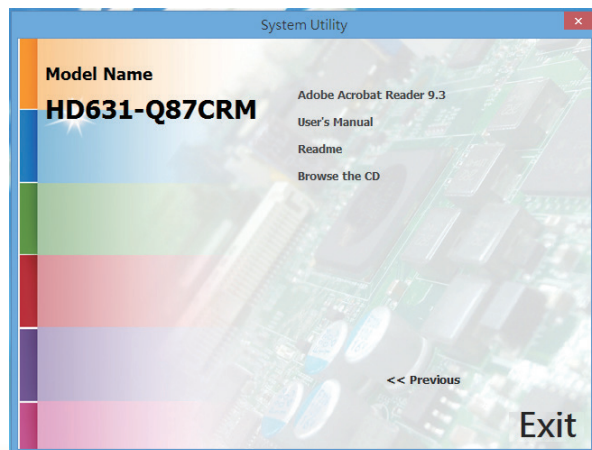 System Utility
Model Name
HD631-Q87CRM
Adobe Acrobat Reader 9.3
User's Manual
Readme
Browse the CD
<< Previous
Exit